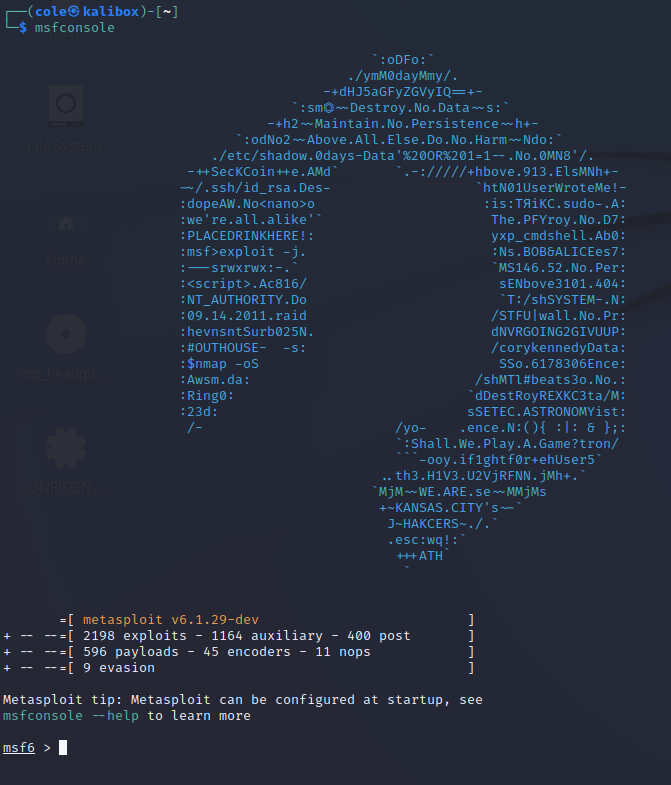 ┌──(cole㉿kalibox)-[~]
└─$ msfconsole
`:oDFo:`
./ymM0dayMmy/.
-+dHJ5aGFyZGVyIQ==+-
`:sm⏣~~Destroy.No.Data~~s:`
-+h2~~Maintain.No.Persistence~~h+-
`:odNo2~~Above.All.Else.Do.No.Harm~~Ndo:`
./etc/shadow.0days-Data'%20OR%201=1--.No.0MN8'/.
-++SecKCoin++e.AMd` `.-://///+hbove.913.ElsMNh+-
-~/.ssh/id_rsa.Des- `htN01UserWroteMe!-
:dopeAW.No<nano>o :is:TЯiKC.sudo-.A:
:we're.all.alike'` The.PFYroy.No.D7:
:PLACEDRINKHERE!: yxp_cmdshell.Ab0:
:msf>exploit -j. :Ns.BOB&ALICEes7:
:---srwxrwx:-.` `MS146.52.No.Per:
:<script>.Ac816/ sENbove3101.404:
:NT_AUTHORITY.Do `T:/shSYSTEM-.N:
:09.14.2011.raid /STFU|wall.No.Pr:
:hevnsntSurb025N. dNVRGOING2GIVUUP:
:#OUTHOUSE- -s: /corykennedyData:
:$nmap -oS SSo.6178306Ence:
:Awsm.da: /shMTl#beats3o.No.:
:Ring0: `dDestRoyREXKC3ta/M:
:23d: sSETEC.ASTRONOMYist:
/- /yo- .ence.N:(){ :|: & };:
`:Shall.We.Play.A.Game?tron/
```-ooy.if1ghtf0r+ehUser5`
..th3.H1V3.U2VjRFNN.jMh+.`
`MjM~~WE.ARE.se~~MMjMs
+~KANSAS.CITY's~-`
J~HAKCERS~./.`
.esc:wq!:`
+++ATH`
`
File System
Home
mp_headqu...
CONFIDEN...
=[ metasploit v6.1.29-dev ]
+ -- --=[ 2198 exploits - 1164 auxiliary - 400 post ]
+ -- --=[ 596 payloads - 45 encoders - 11 nops ]
+ -- --=[ 9 evasion ]
Metasploit tip: Metasploit can be configured at startup, see
msfconsole --help to learn more
msf6 >